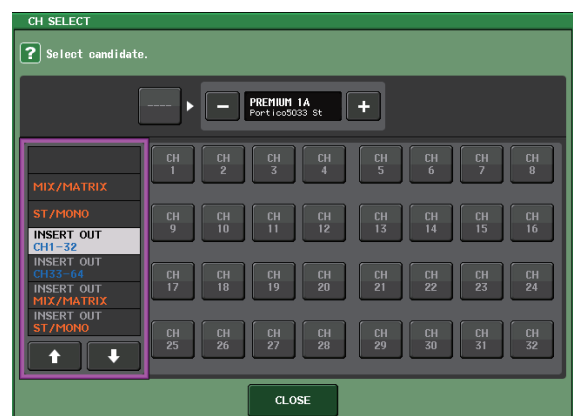 CH SELECT
? Select candidate.
----
PREMIUM 1A
Portico5033 St
MIX/MATRIX
ST/MONO
INSERT OUT
CH1-32
INSERT OUT
CH33-64
INSERT OUT
MIX/MATRIX
INSERT OUT
ST/MONO
CH 1
CH 2
CH 3
CH 4
CH 5
CH 6
CH 7
CH 8
CH 9
CH 10
CH 11
CH 12
CH 13
CH 14
CH 15
CH 16
CH 17
CH 18
CH 19
CH 20
CH 21
CH 22
CH 23
CH 24
CH 25
CH 26
CH 27
CH 28
CH 29
CH 30
CH 31
CH 32
CLOSE